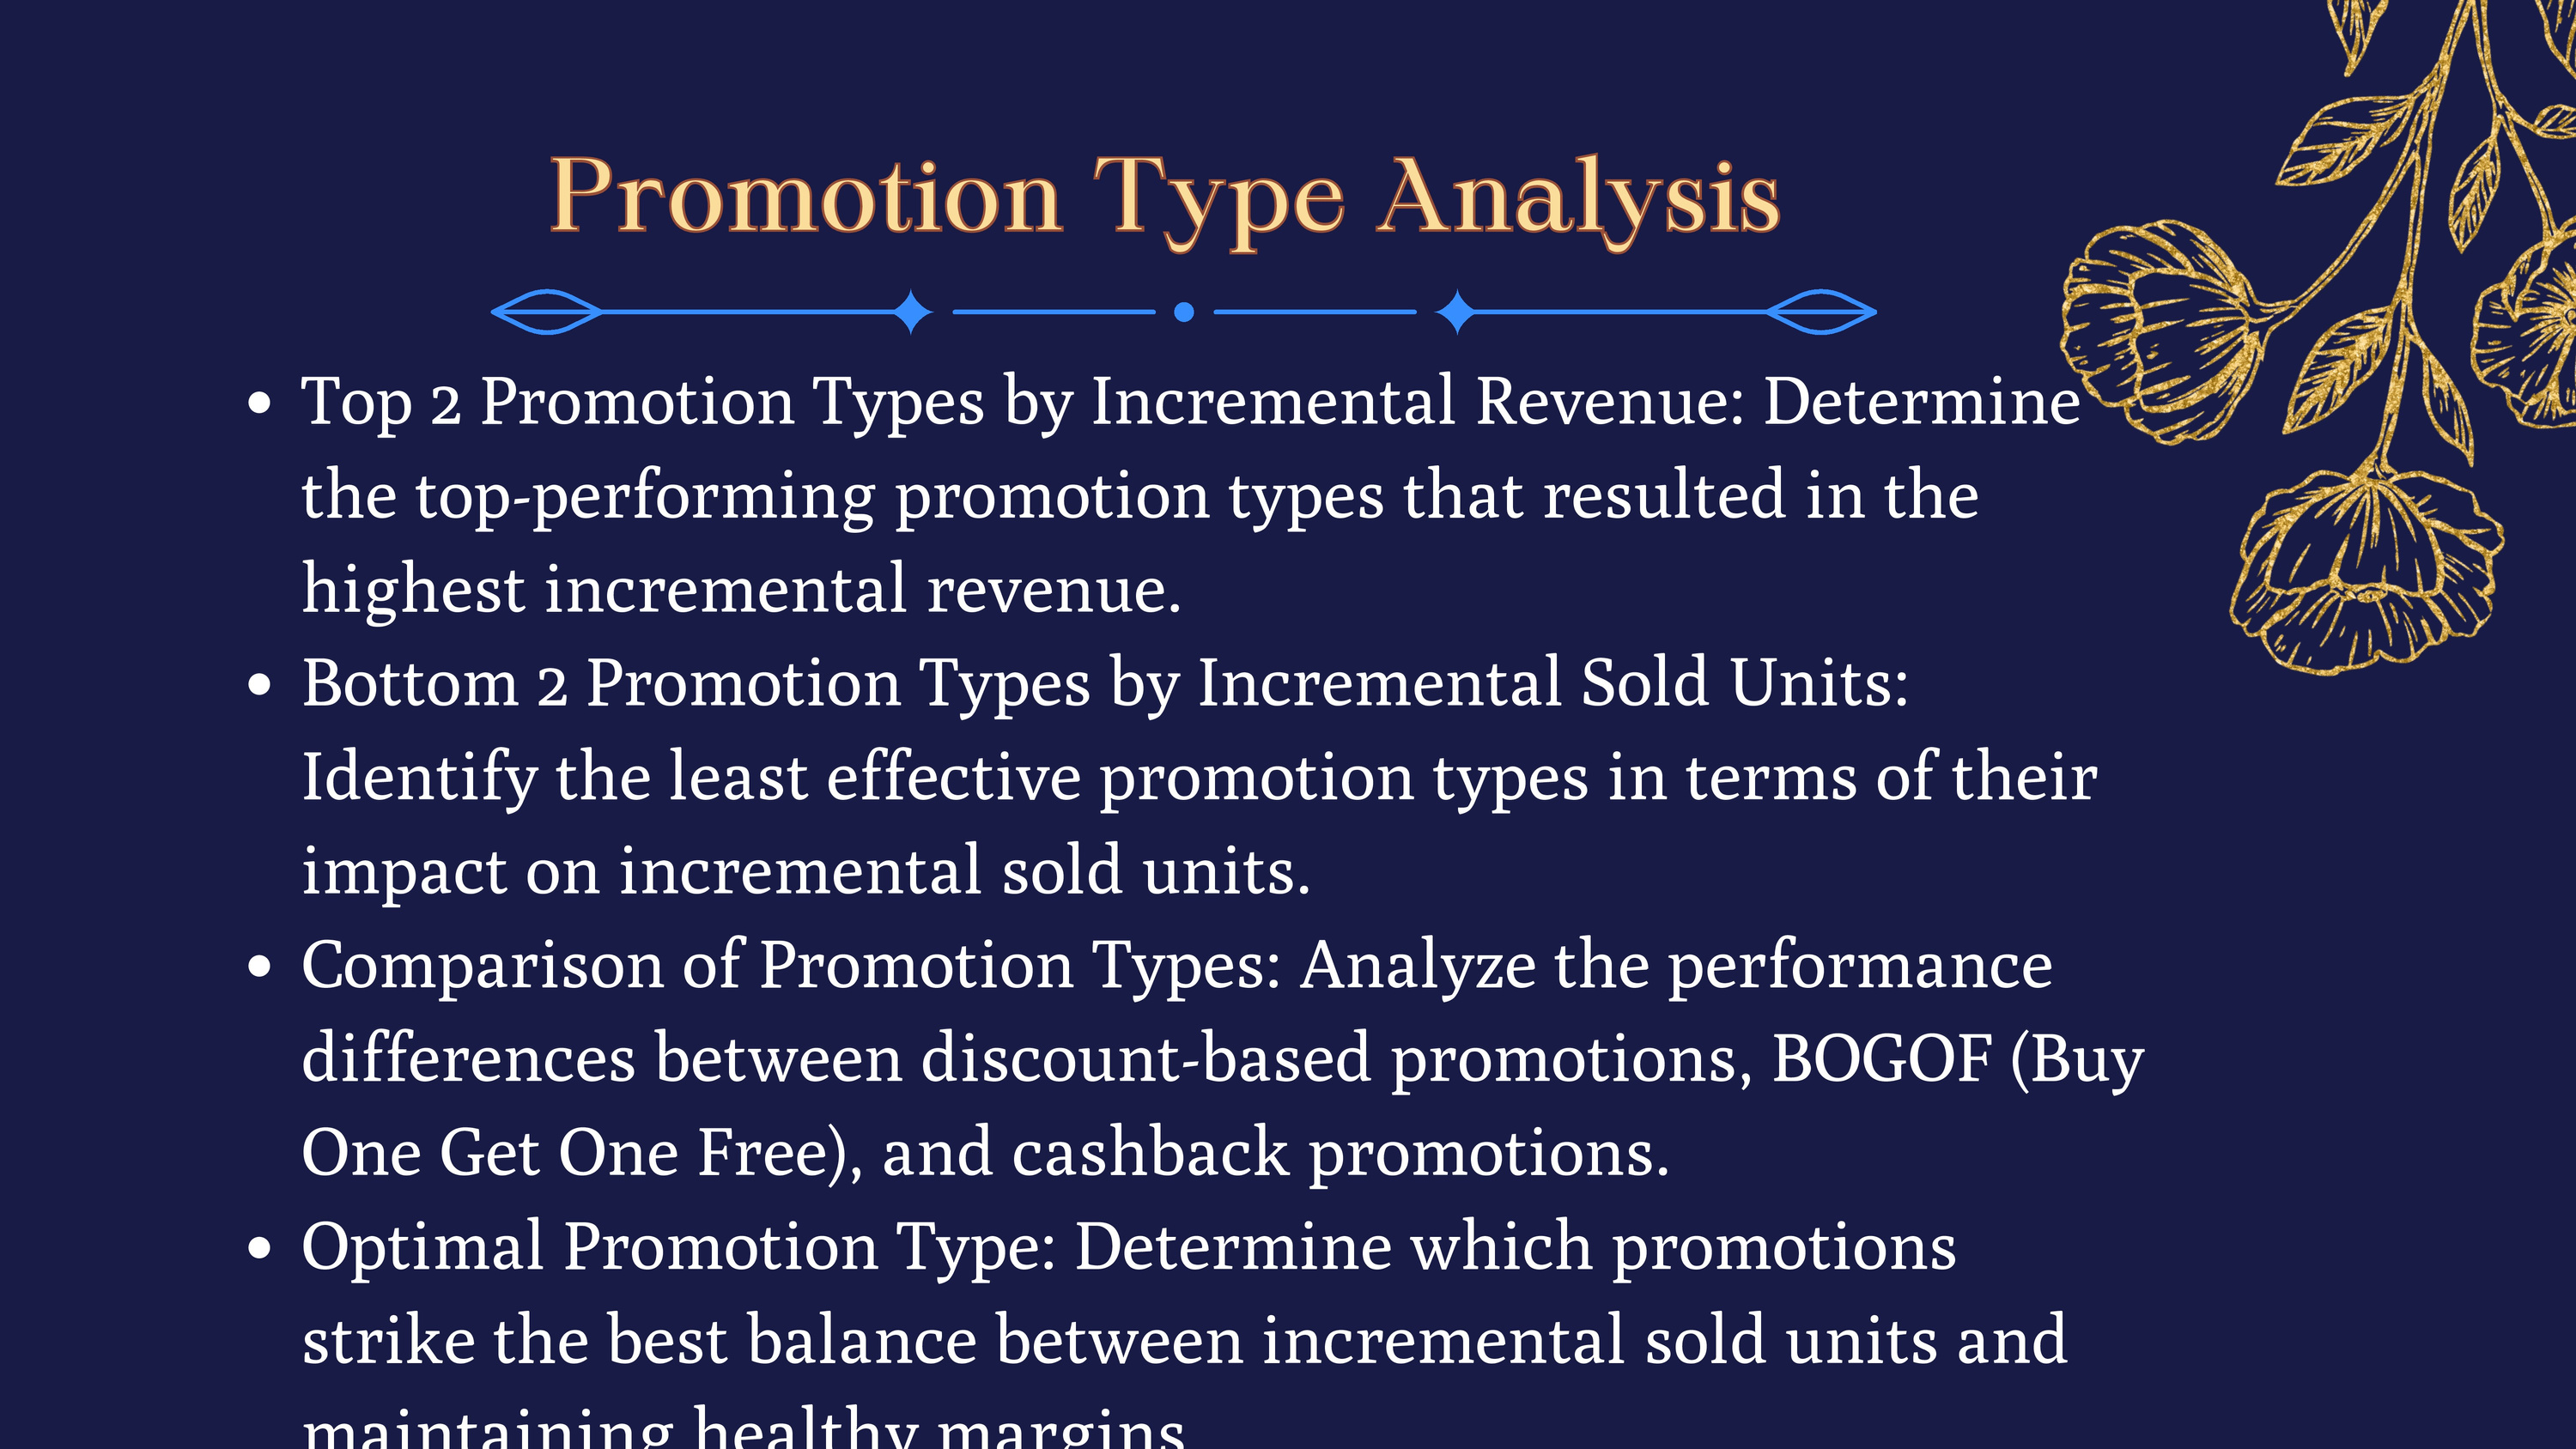 Promotion Type Analysis
• Top 2 Promotion Types by Incremental Revenue: Determine
the top-performing promotion types that resulted in the
highest incremental revenue.
• Bottom 2 Promotion Types by Incremental Sold Units:
Identify the least effective promotion types in terms of their
impact on incremental sold units.
• Comparison of Promotion Types: Analyze the performance
differences between discount-based promotions, BOGOF (Buy
One Get One Free), and cashback promotions.
• Optimal Promotion Type: Determine which promotions
strike the best balance between incremental sold units and
maintaining healthy margins